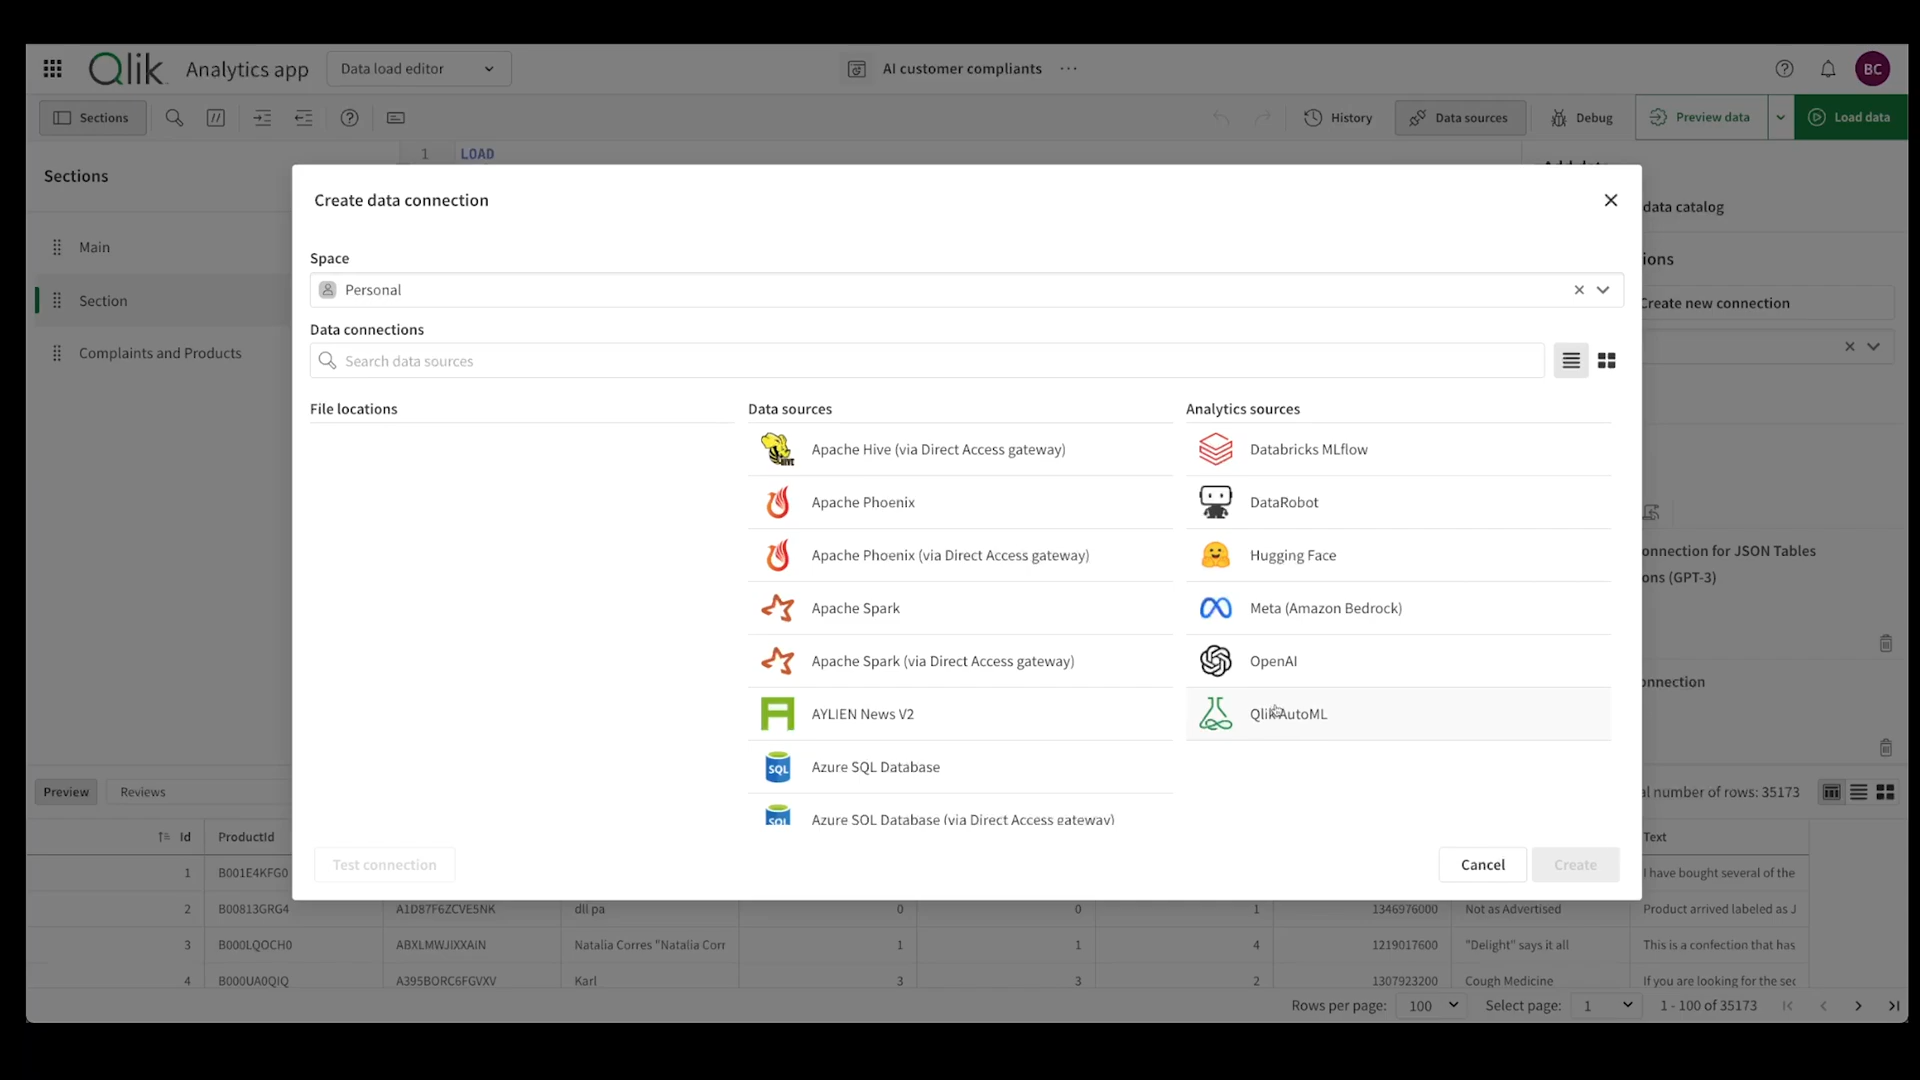 Qlik Analytics app Data load editor AI customer compliants ··· BC
Sections // History Data sources Debug Preview data Load data
1 LOAD
Sections
Main
Section
Complaints and Products
Create data connection
data catalog
Space
Personal
Create new connection
Data connections
Search data sources
File locations
Data sources
Apache Hive (via Direct Access gateway)
Apache Phoenix
Apache Phoenix (via Direct Access gateway)
Apache Spark
Apache Spark (via Direct Access gateway)
AYLIEN News V2
Azure SQL Database
Azure SQL Database (via Direct Access gateway)
Analytics sources
Databricks MLflow
DataRobot
Hugging Face
Meta (Amazon Bedrock)
OpenAI
Qlik AutoML
onnection for JSON Tables
ons (GPT-3)
onnection
Test connection
Cancel
Create
Preview Reviews
al number of rows: 35173
Id ProductId Text
1 B001E4KFG0 I have bought several of the
2 B00813GRG4 A1D87F6ZCVE5NK dll pa 0 0 1 1346976000 Not as Advertised Product arrived labeled as J
3 B000LQOCH0 ABXLMWJIXXAIN Natalia Corres "Natalia Corr 1 1 4 1219017600 "Delight" says it all This is a confection that has
4 B000UA0QIQ A395BORC6FGVXV Karl 3 3 2 1307923200 Cough Medicine If you are looking for the sec
Rows per page: 100 Select page: 1 1 - 100 of 35173